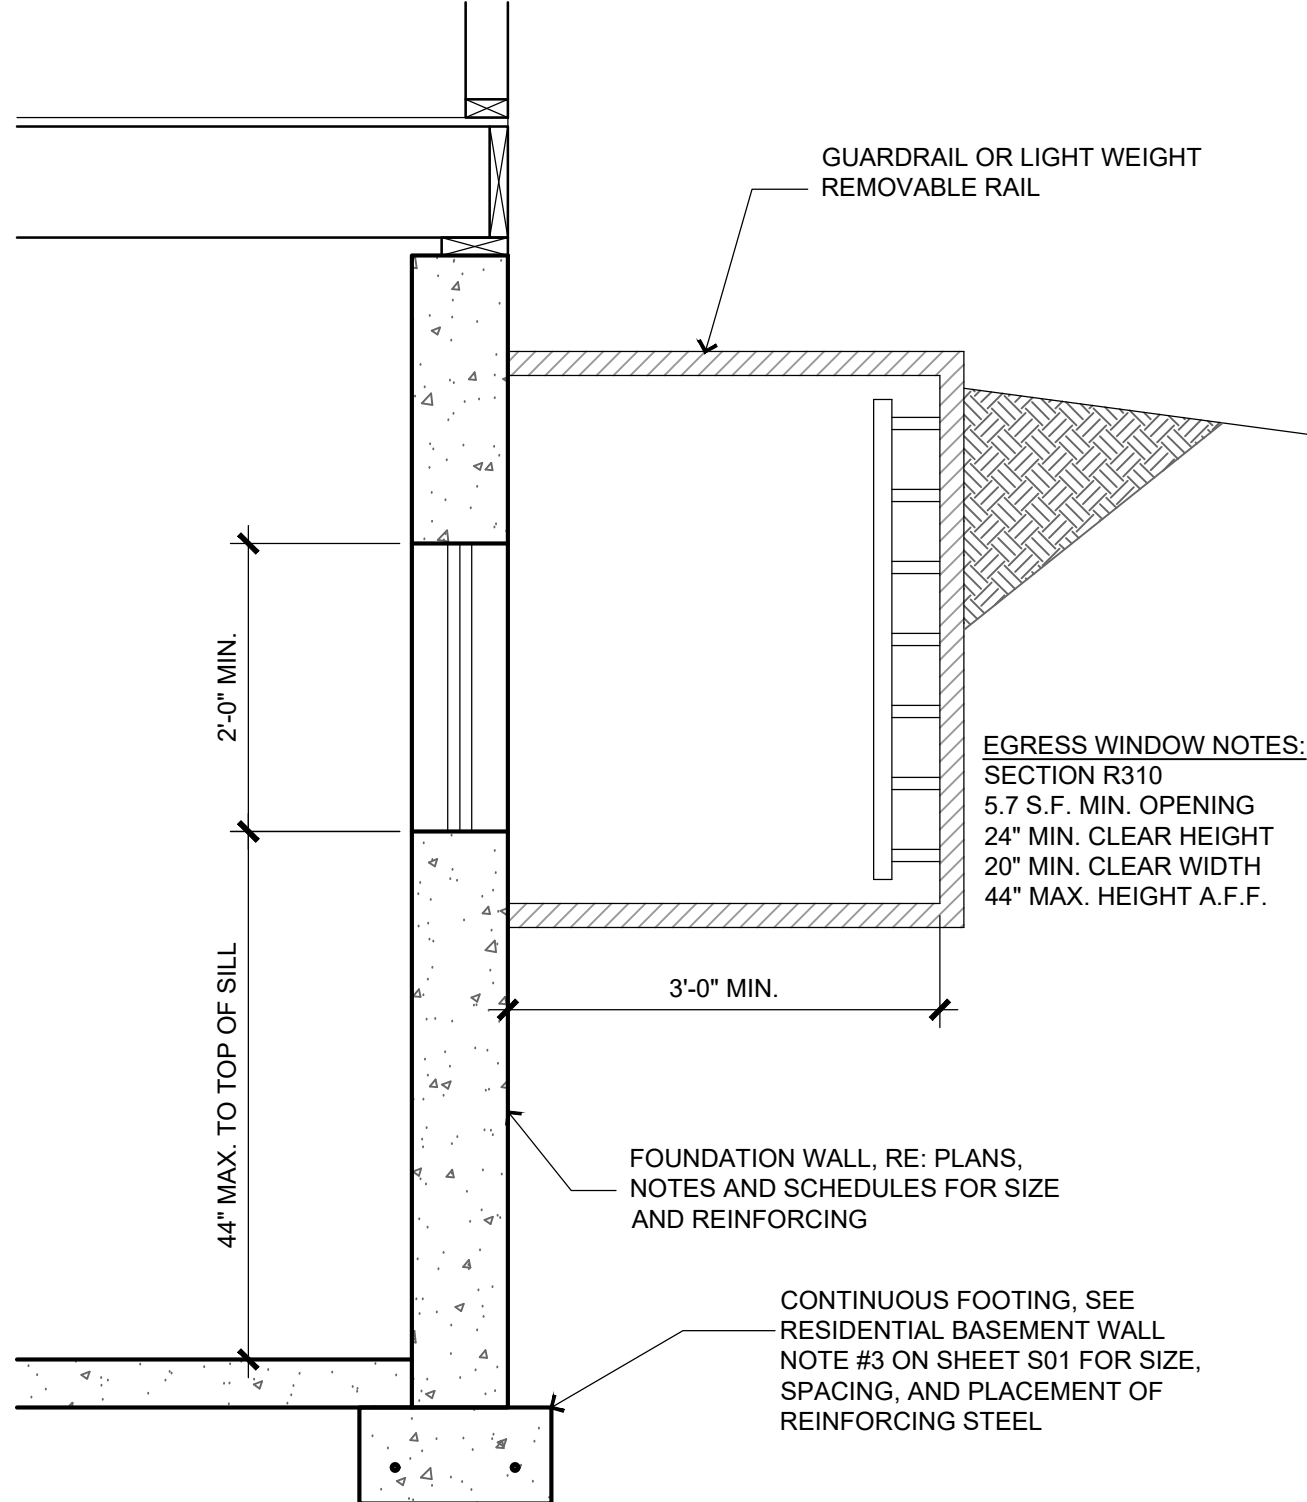 GUARDRAIL OR LIGHT WEIGHT
REMOVABLE RAIL
2'-0" MIN.
EGRESS WINDOW NOTES:
SECTION R310
5.7 S.F. MIN. OPENING
24" MIN. CLEAR HEIGHT
20" MIN. CLEAR WIDTH
44" MAX. HEIGHT A.F.F.
3'-0" MIN.
44" MAX. TO TOP OF SILL
FOUNDATION WALL, RE: PLANS,
NOTES AND SCHEDULES FOR SIZE
AND REINFORCING
CONTINUOUS FOOTING, SEE
RESIDENTIAL BASEMENT WALL
NOTE #3 ON SHEET S01 FOR SIZE,
SPACING, AND PLACEMENT OF
REINFORCING STEEL